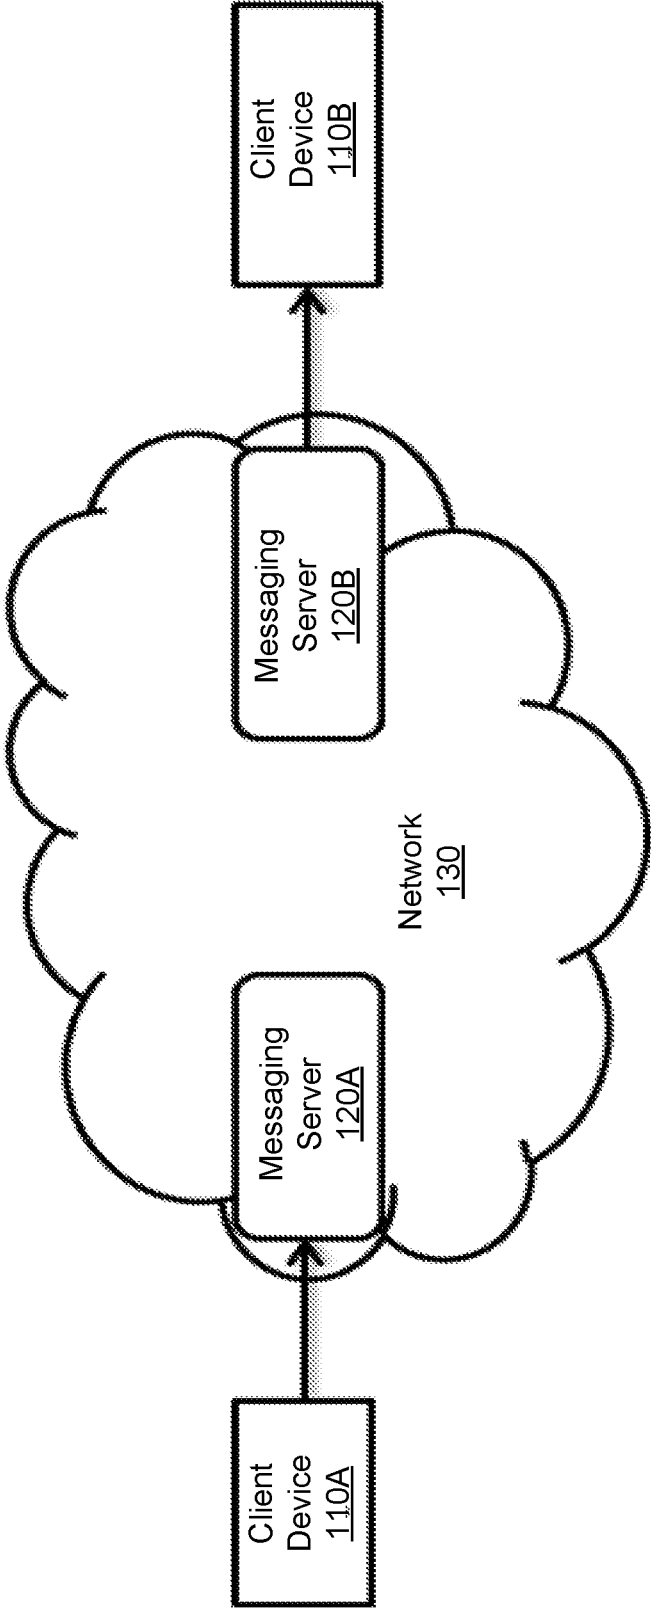 Client
Device
110A
Messaging
Server
120A
Network
130
Messaging
Server
120B
Client
Device
110B